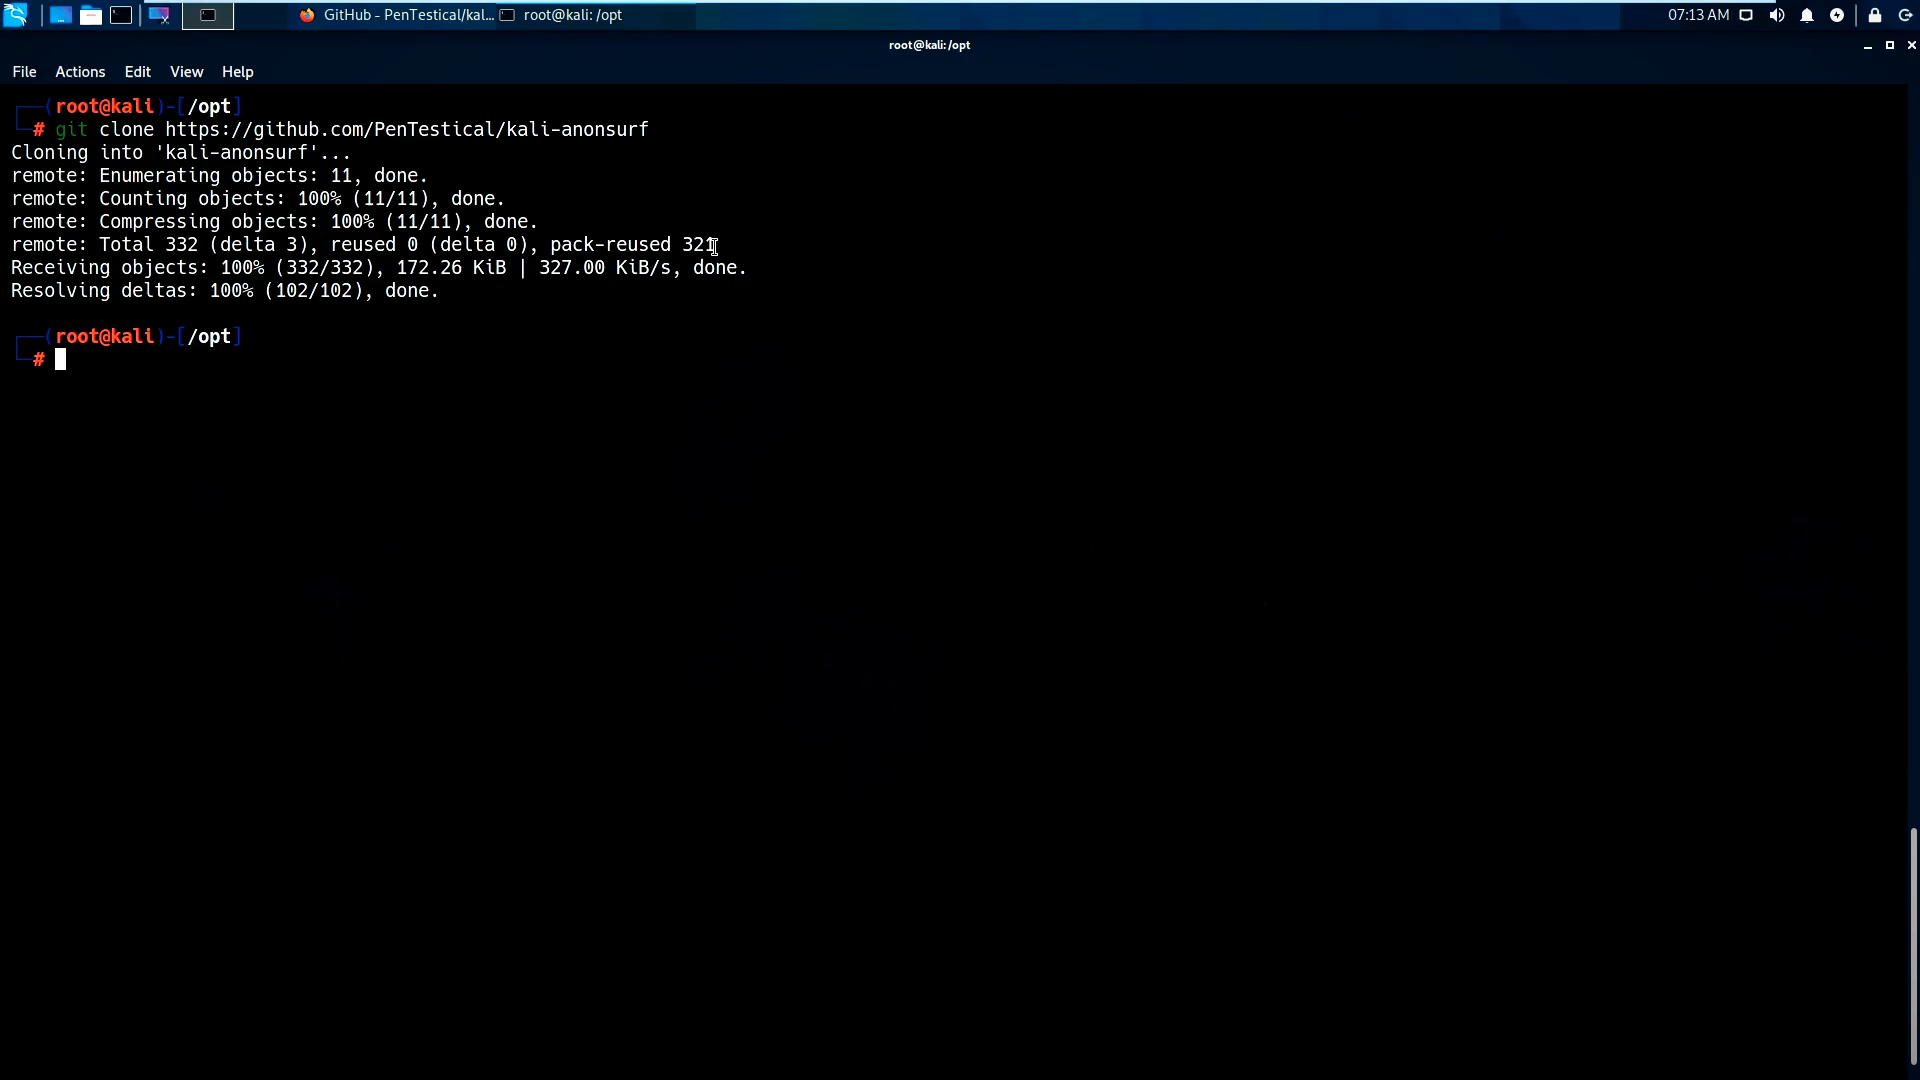 GitHub - PenTestical/kal... root@kali: /opt 07:13 AM
root@kali: /opt
File Actions Edit View Help
┌──(root@kali)-[/opt]
└─# git clone https://github.com/PenTestical/kali-anonsurf
Cloning into 'kali-anonsurf'...
remote: Enumerating objects: 11, done.
remote: Counting objects: 100% (11/11), done.
remote: Compressing objects: 100% (11/11), done.
remote: Total 332 (delta 3), reused 0 (delta 0), pack-reused 321
Receiving objects: 100% (332/332), 172.26 KiB | 327.00 KiB/s, done.
Resolving deltas: 100% (102/102), done.
┌──(root@kali)-[/opt]
└─#